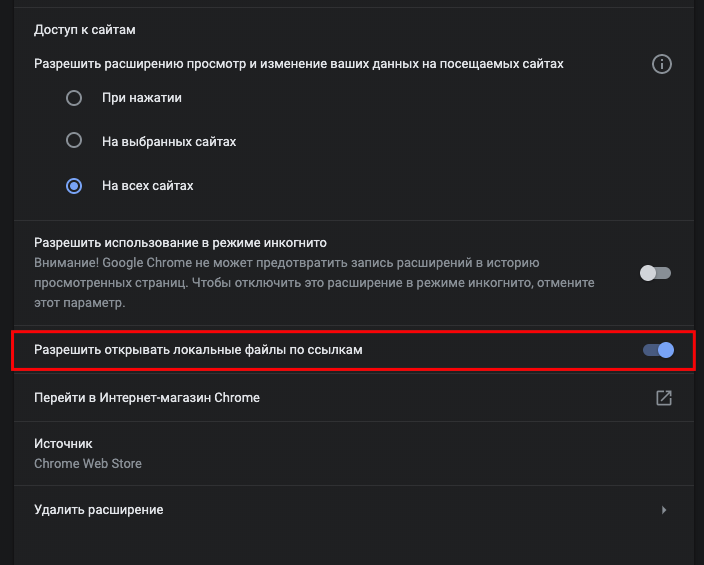 Доступ к сайтам
Разрешить расширению просмотр и изменение ваших данных на посещаемых сайтах
При нажатии
На выбранных сайтах
На всех сайтах
Разрешить использование в режиме инкогнито
Внимание! Google Chrome не может предотвратить запись расширений в историю
просмотренных страниц. Чтобы отключить это расширение в режиме инкогнито, отмените
этот параметр.
Разрешить открывать локальные файлы по ссылкам
Перейти в Интернет-магазин Chrome
Источник
Chrome Web Store
Удалить расширение